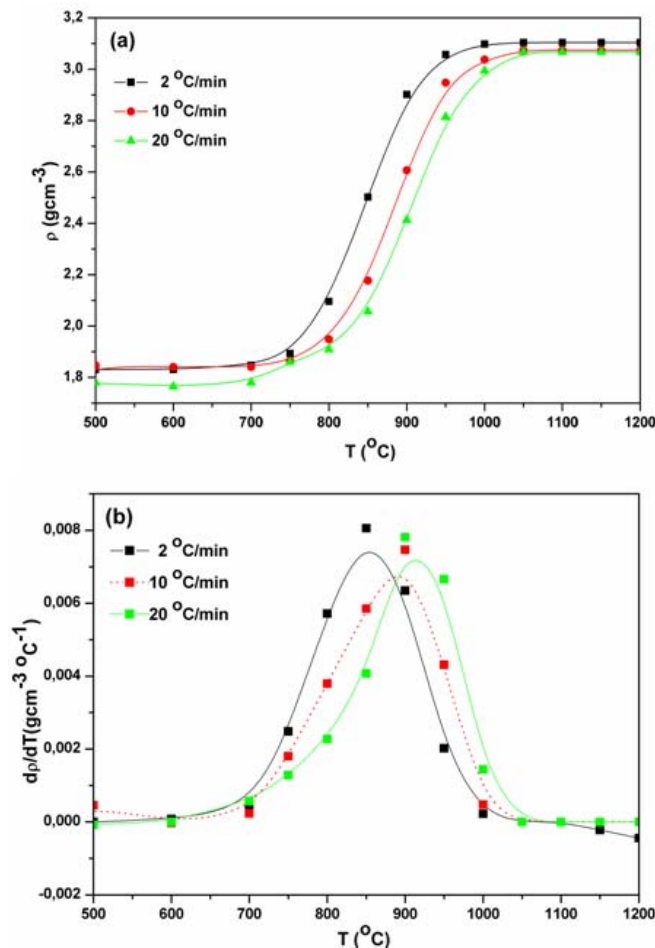 (a)
2 °C/min
10 °C/min
20 °C/min
3,2
3,0
2,8
2,6
2,4
2,2
2,0
1,8
ρ (gcm-3)
500 600 700 800 900 1000 1100 1200
T (°C)
(b)
2 °C/min
10 °C/min
20 °C/min
0,008
0,006
0,004
0,002
0,000
-0,002
dρ/dT(gcm-3 °C-1)
500 600 700 800 900 1000 1100 1200
T (°C)